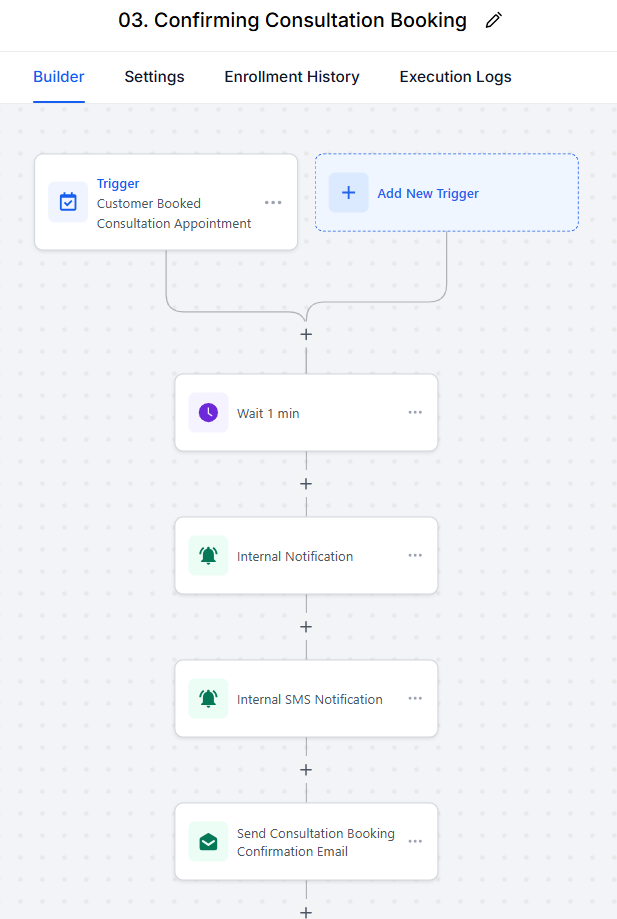 03. Confirming Consultation Booking
Builder
Settings
Enrollment History
Execution Logs
Trigger
Customer Booked
Consultation Appointment
Add New Trigger
Wait 1 min
Internal Notification
Internal SMS Notification
Send Consultation Booking
Confirmation Email